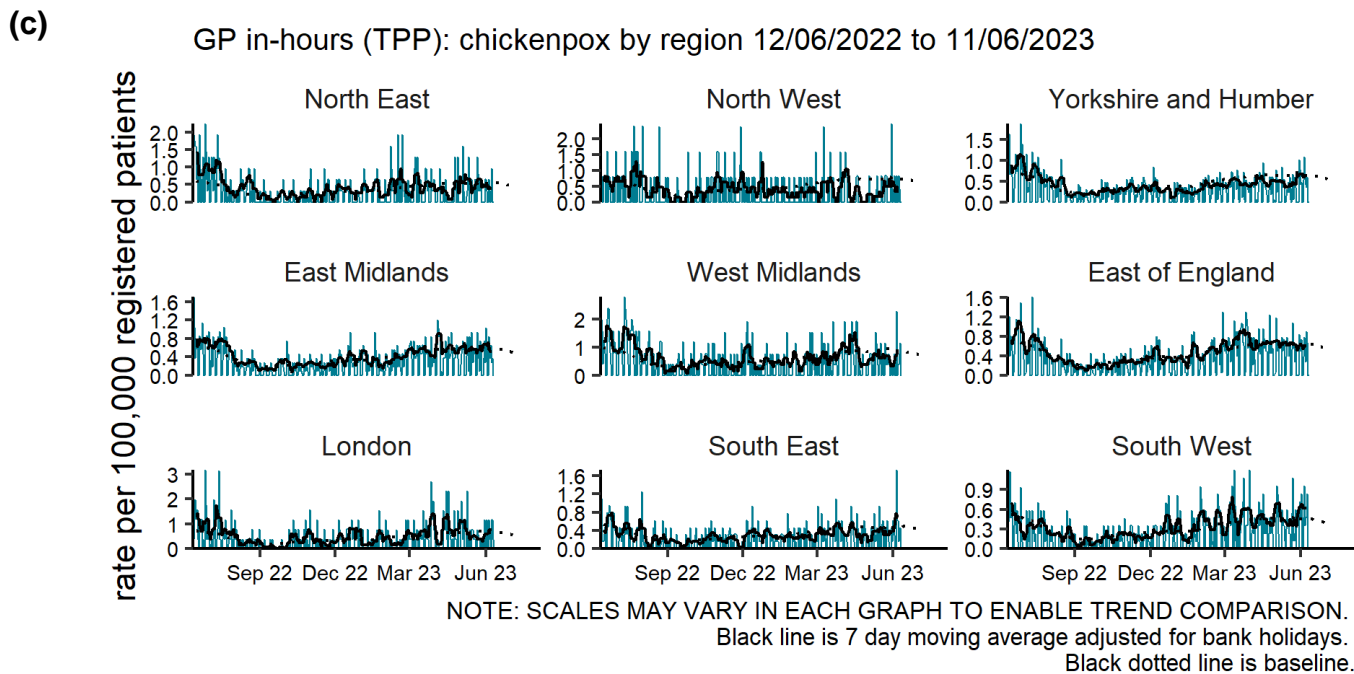 (c)
GP in-hours (TPP): chickenpox by region 12/06/2022 to 11/06/2023
rate per 100,000 registered patients
North East
2.0
1.5
1.0
0.5
0.0
North West
2.0
1.5
1.0
0.5
0.0
Yorkshire and Humber
1.5
1.0
0.5
0.0
East Midlands
1.6
1.2
0.8
0.4
0.0
West Midlands
2
1
0
East of England
1.6
1.2
0.8
0.4
0.0
London
3
2
1
0
Sep 22 Dec 22 Mar 23 Jun 23
South East
1.6
1.2
0.8
0.4
0.0
Sep 22 Dec 22 Mar 23 Jun 23
South West
0.9
0.6
0.3
0.0
Sep 22 Dec 22 Mar 23 Jun 23
NOTE: SCALES MAY VARY IN EACH GRAPH TO ENABLE TREND COMPARISON.
Black line is 7 day moving average adjusted for bank holidays.
Black dotted line is baseline.